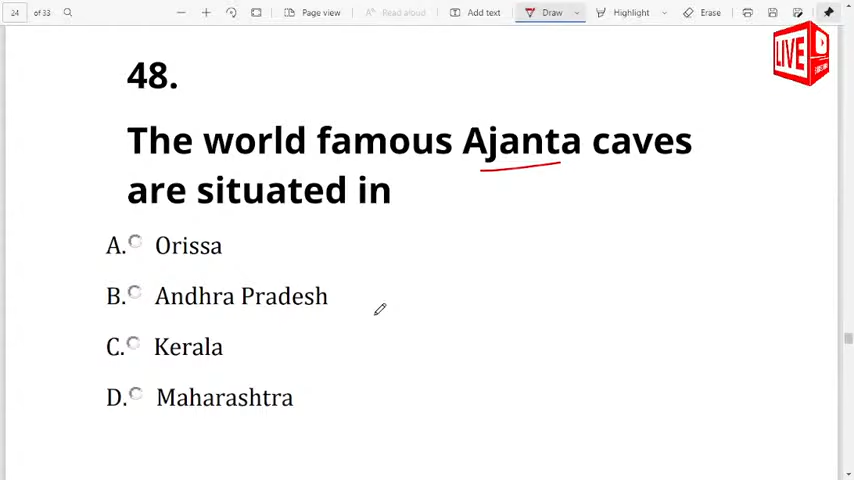 24 of 33 Page view Read aloud Add text Draw Highlight Erase
LIVE
48.
The world famous Ajanta caves
are situated in
A. Orissa
B. Andhra Pradesh
C. Kerala
D. Maharashtra